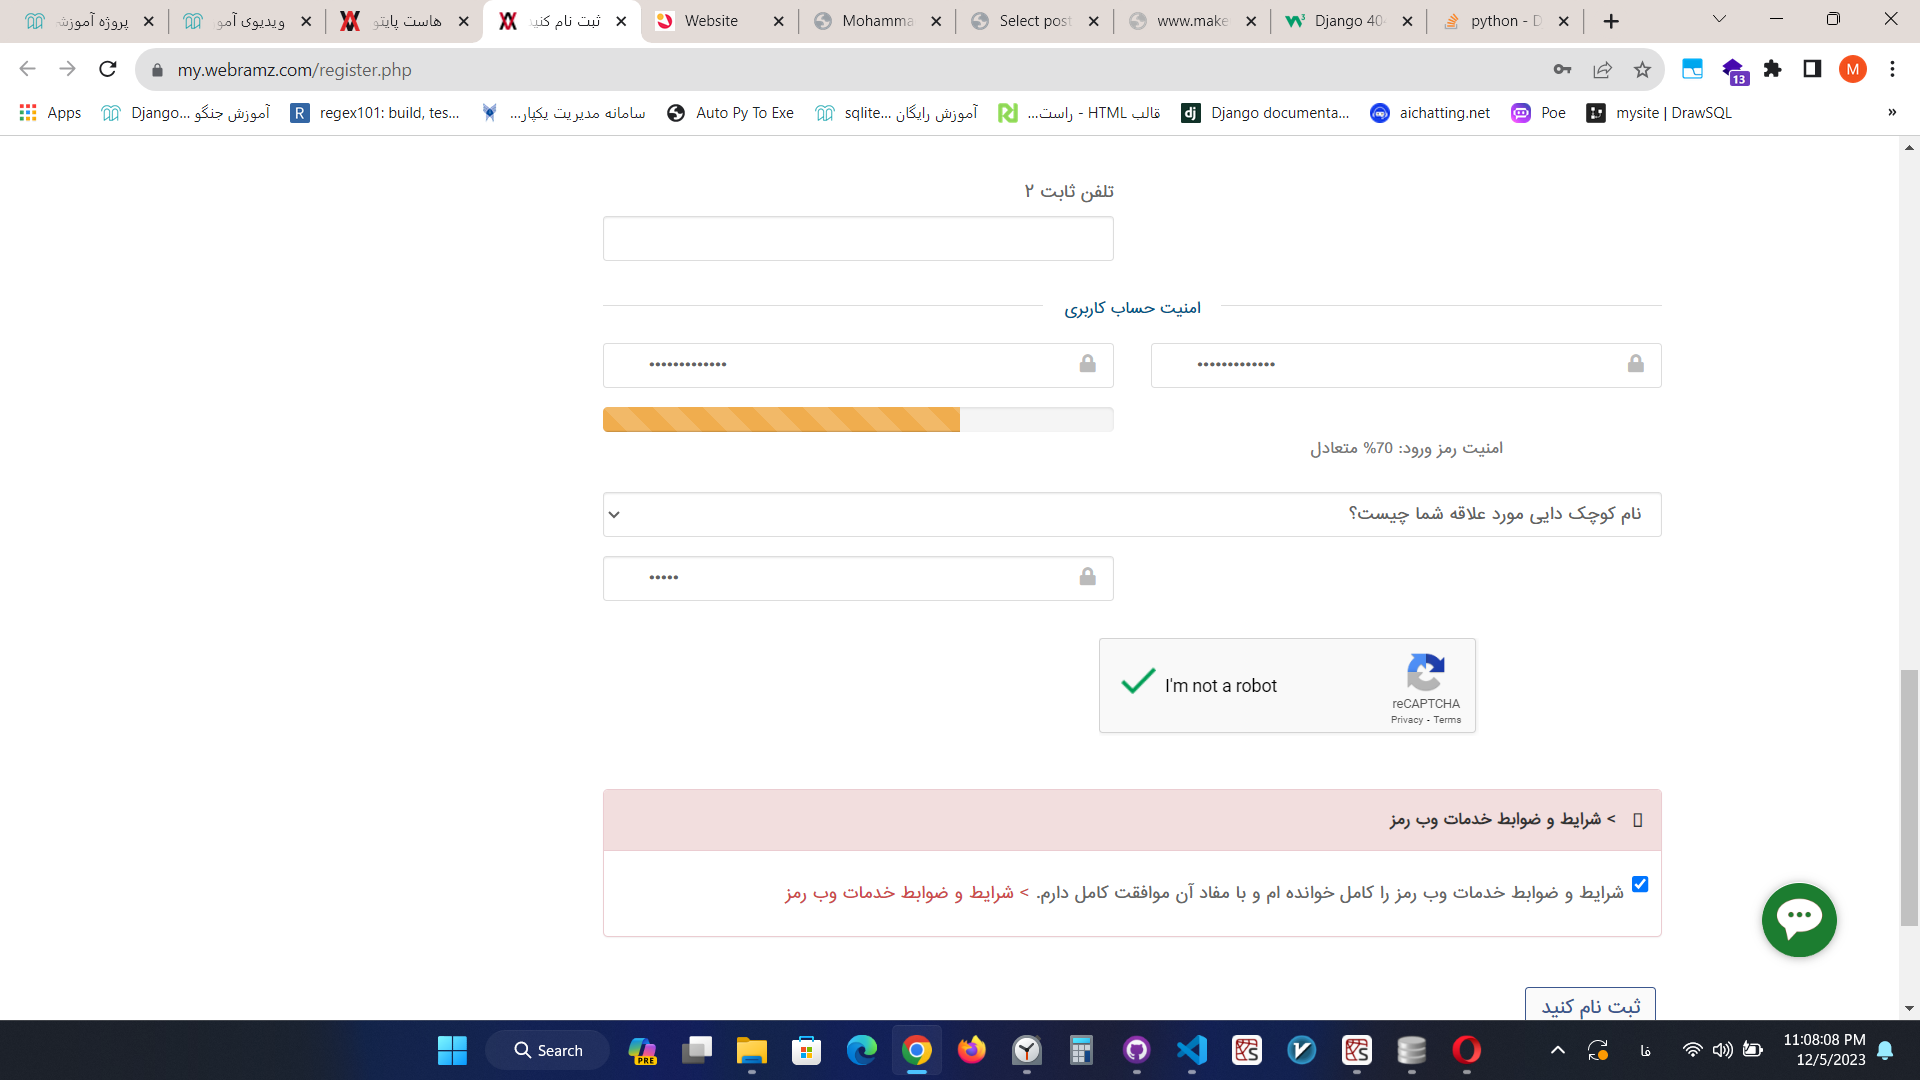 پروژه آموزش
ویدیوی آمو
هاست پایتو
ثبت نام کنید
Website
Mohamma
Select post
www.make
Django 40
python - D
my.webramz.com/register.php
13
M
Apps
آموزش جنگو ...Django
regex101: build, tes...
سامانه مدیریت یکپار...
Auto Py To Exe
آموزش رایگان ...sqlite
قالب HTML - راست...
Django documenta...
aichatting.net
Poe
mysite | DrawSQL
»
تلفن ثابت ۲
امنیت حساب کاربری
•••••••••••••
•••••••••••••
امنیت رمز ورود: 70% متعادل
نام کوچک دایی مورد علاقه شما چیست؟
•••••
I'm not a robot
reCAPTCHA
Privacy - Terms
> شرایط و ضوابط خدمات وب رمز
شرایط و ضوابط خدمات وب رمز را کامل خوانده ام و با مفاد آن موافقت کامل دارم. > شرایط و ضوابط خدمات وب رمز
ثبت نام کنید
Search
PRE
فا
11:08:08 PM
12/5/2023